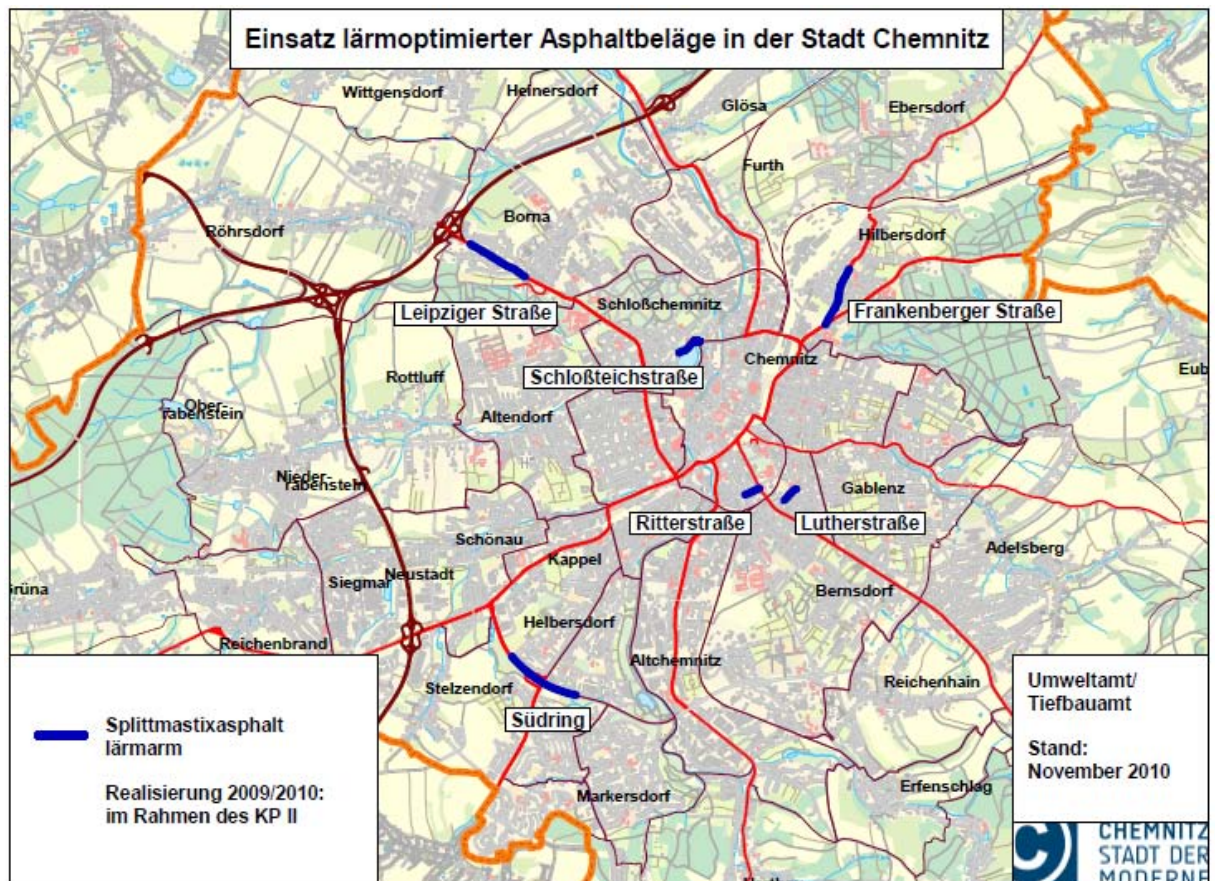 Einsatz lärmoptimierter Asphaltbeläge in der Stadt Chemnitz
Wittgensdorf
Heinersdorf
Glösa
Ebersdorf
Furth
Borna
Röhrsdorf
Hilbersdorf
Leipziger Straße
Schloßchemnitz
Frankenberger Straße
Chemnitz
Schloßteichstraße
Rottluff
Ober-
rabenstein
Altendorf
Eub
Nieder-
rabenstein
Gablenz
Ritterstraße
Lutherstraße
Schönau
Kappel
Adelsberg
Siegmar
Neustadt
Grüna
Bernsdorf
Helbersdorf
Reichenbrand
Altchemnitz
Stelzendorf
Reichenhain
Südring
Markersdorf
Erfenschlag
Splittmastixasphalt
lärmarm
Realisierung 2009/2010:
im Rahmen des KP II
Umweltamt/
Tiefbauamt
Stand:
November 2010
CHEMNITZ
STADT DER
MODERNE